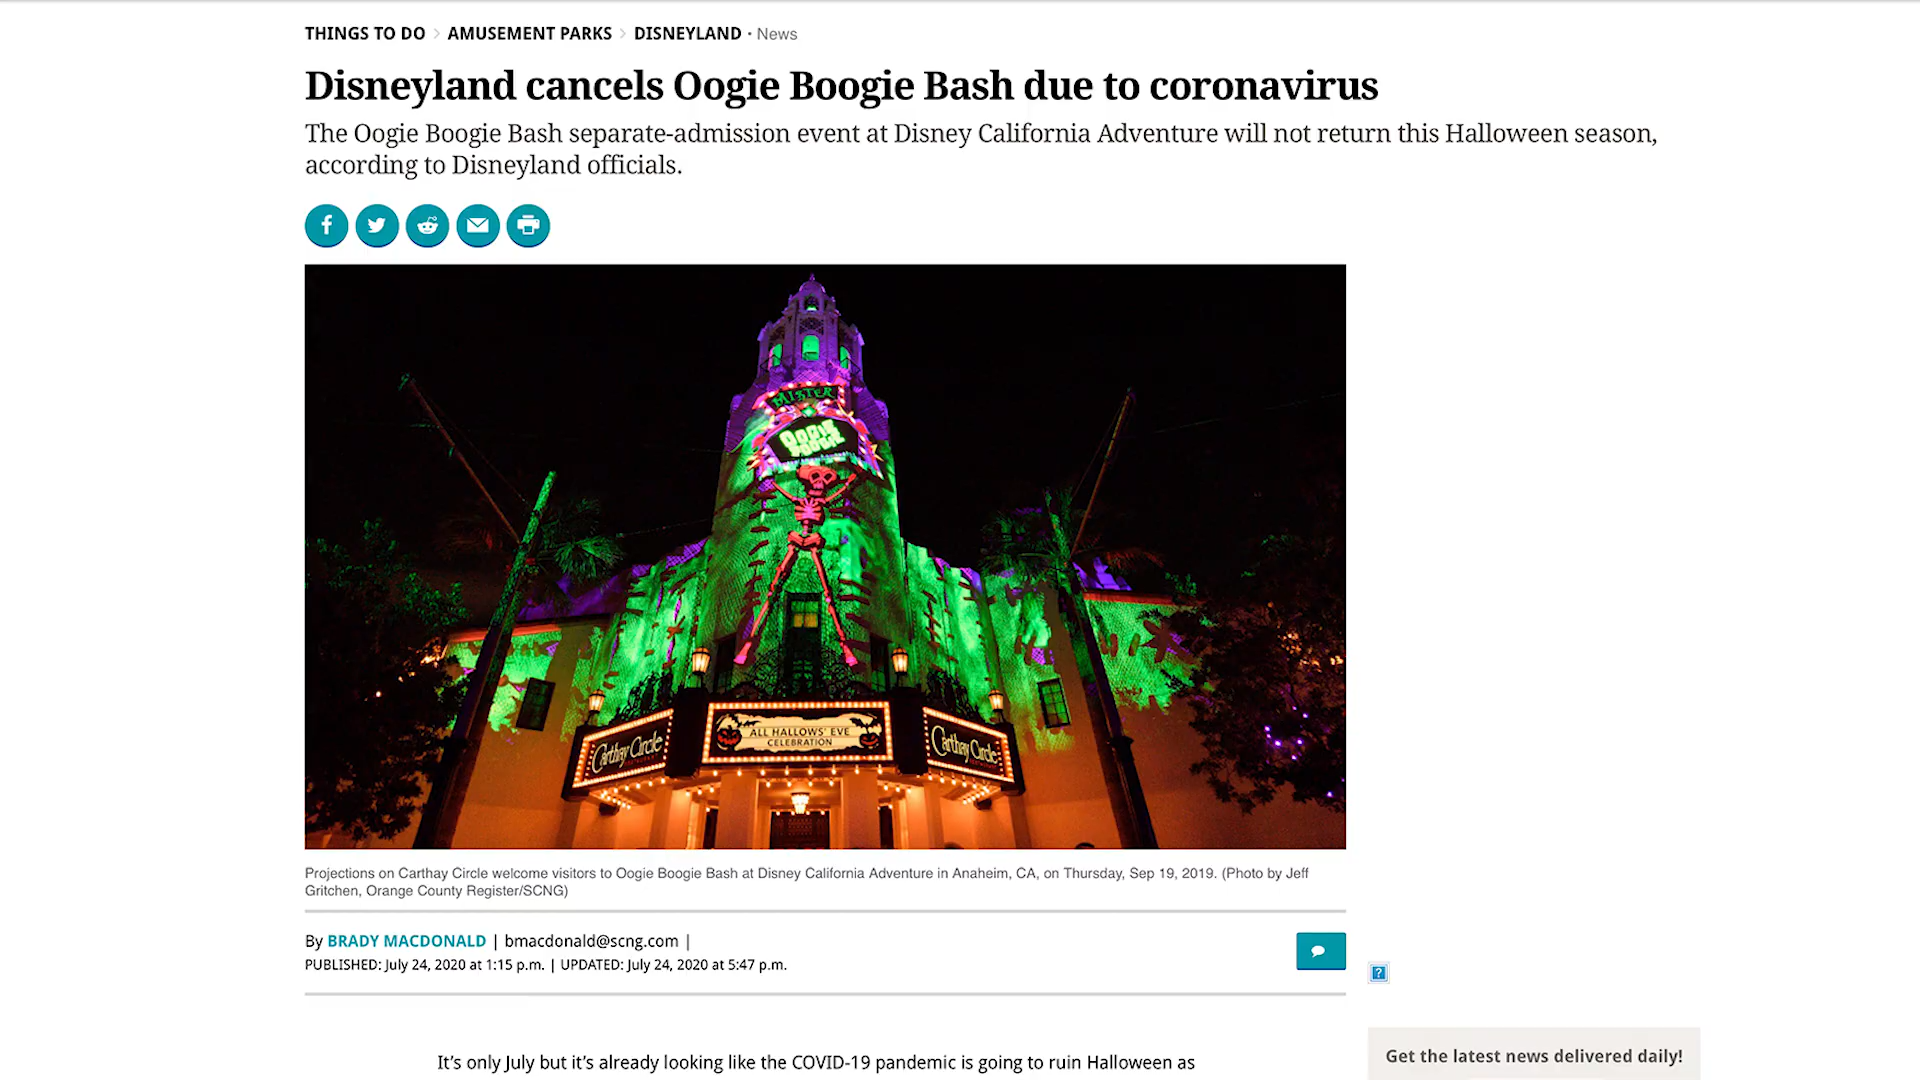 THINGS TO DO > AMUSEMENT PARKS > DISNEYLAND • News
Disneyland cancels Oogie Boogie Bash due to coronavirus
The Oogie Boogie Bash separate-admission event at Disney California Adventure will not return this Halloween season,
according to Disneyland officials.
MISTER
OOGIE
BOOGIE
ALL HALLOWS' EVE
CELEBRATION
Carthay Circle
Carthay Circle
Projections on Carthay Circle welcome visitors to Oogie Boogie Bash at Disney California Adventure in Anaheim, CA, on Thursday, Sep 19, 2019. (Photo by Jeff
Gritchen, Orange County Register/SCNG)
By BRADY MACDONALD | bmacdonald@scng.com |
PUBLISHED: July 24, 2020 at 1:15 p.m. | UPDATED: July 24, 2020 at 5:47 p.m.
It's only July but it's already looking like the COVID-19 pandemic is going to ruin Halloween as
Get the latest news delivered daily!